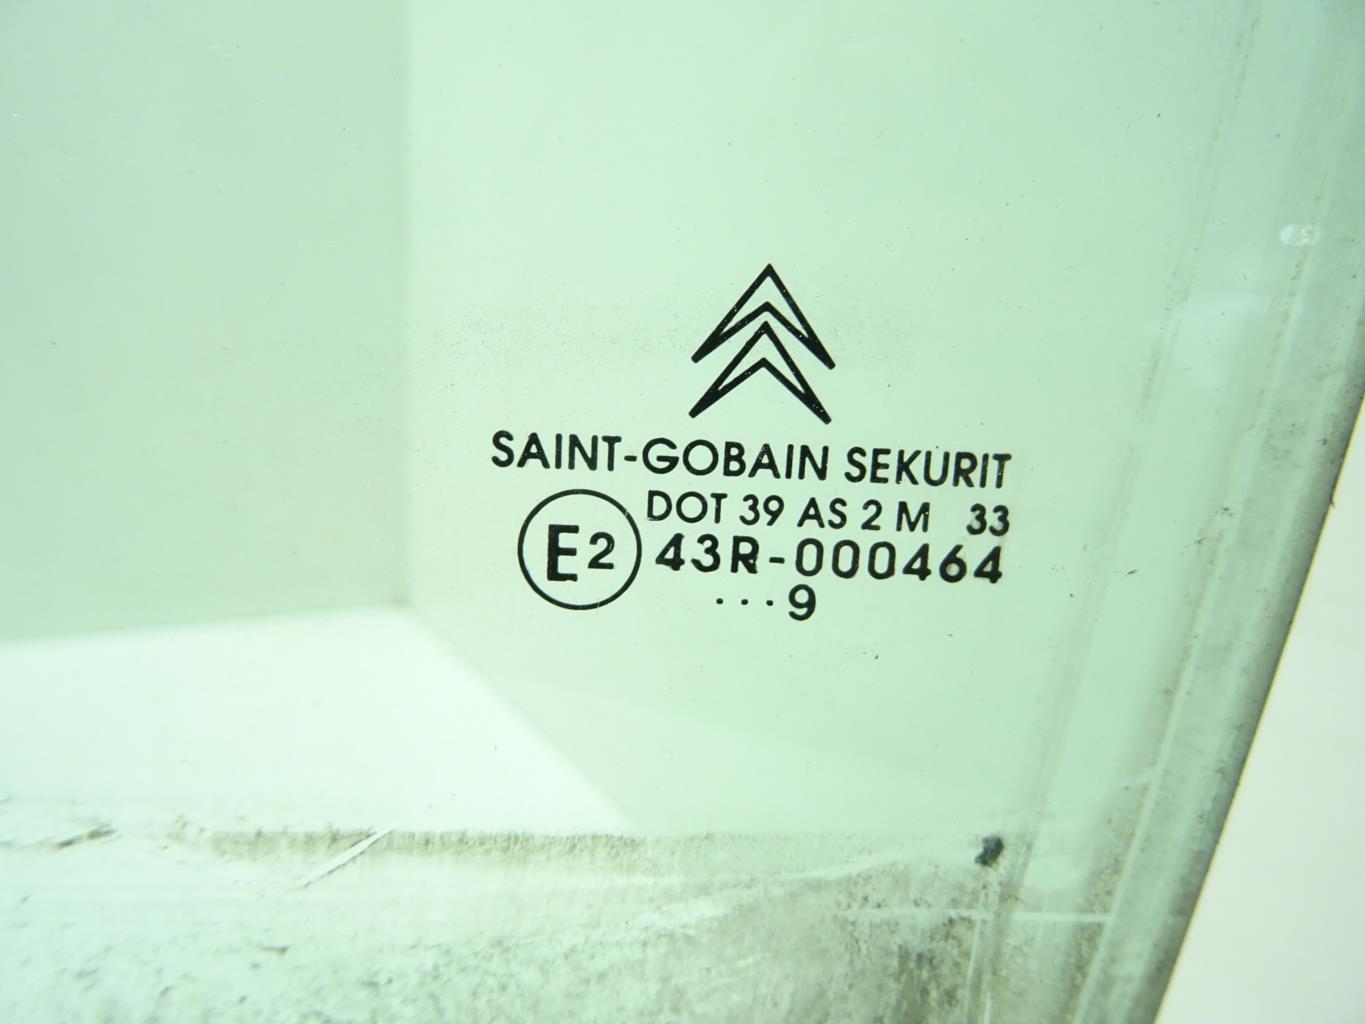 SAINT-GOBAIN SEKURIT
DOT 39 AS 2 M 33
E2 43R-000464
...9